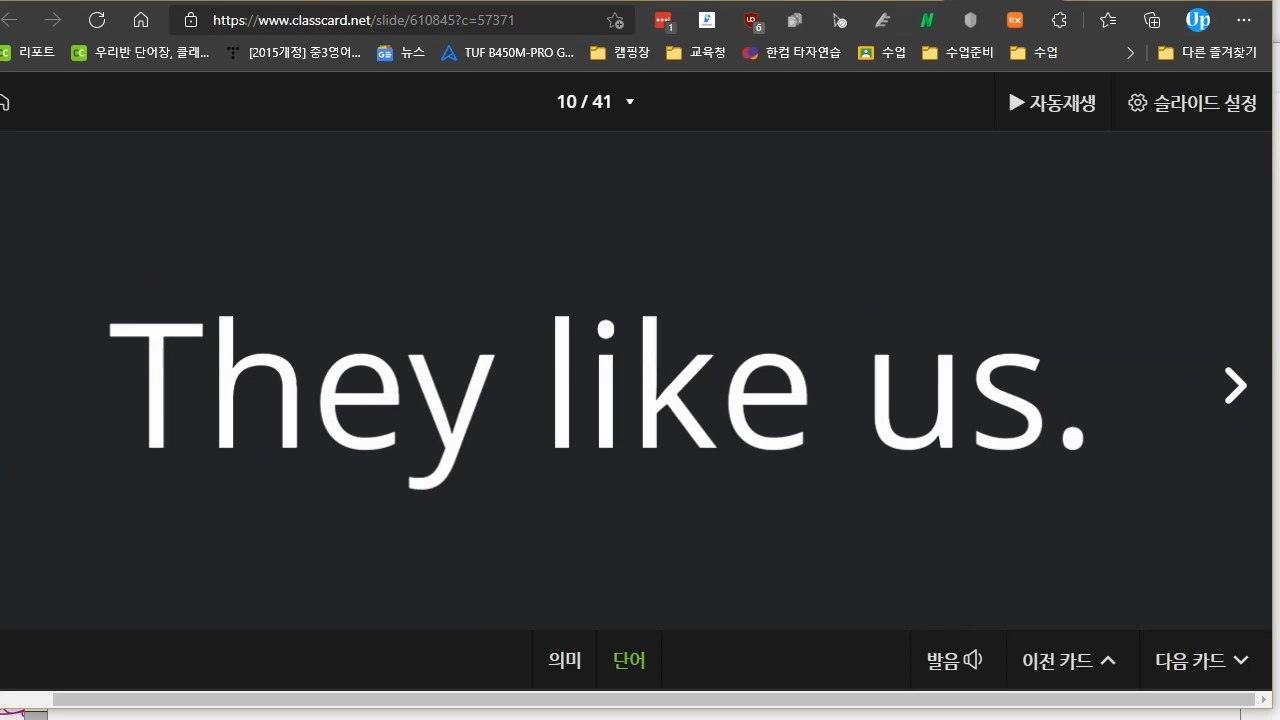 https://www.classcard.net/slide/610845?c=57371
1
6
EX
Up
리포트 우리반 단어장, 클래... [2015개정] 중3영어... 뉴스 TUF B450M-PRO G... 캠핑장 교육청 한컴 타자연습 수업 수업준비 수업 다른 즐겨찾기
10 / 41 자동재생 슬라이드 설정
They like us.
의미 단어 발음 이전 카드 다음 카드